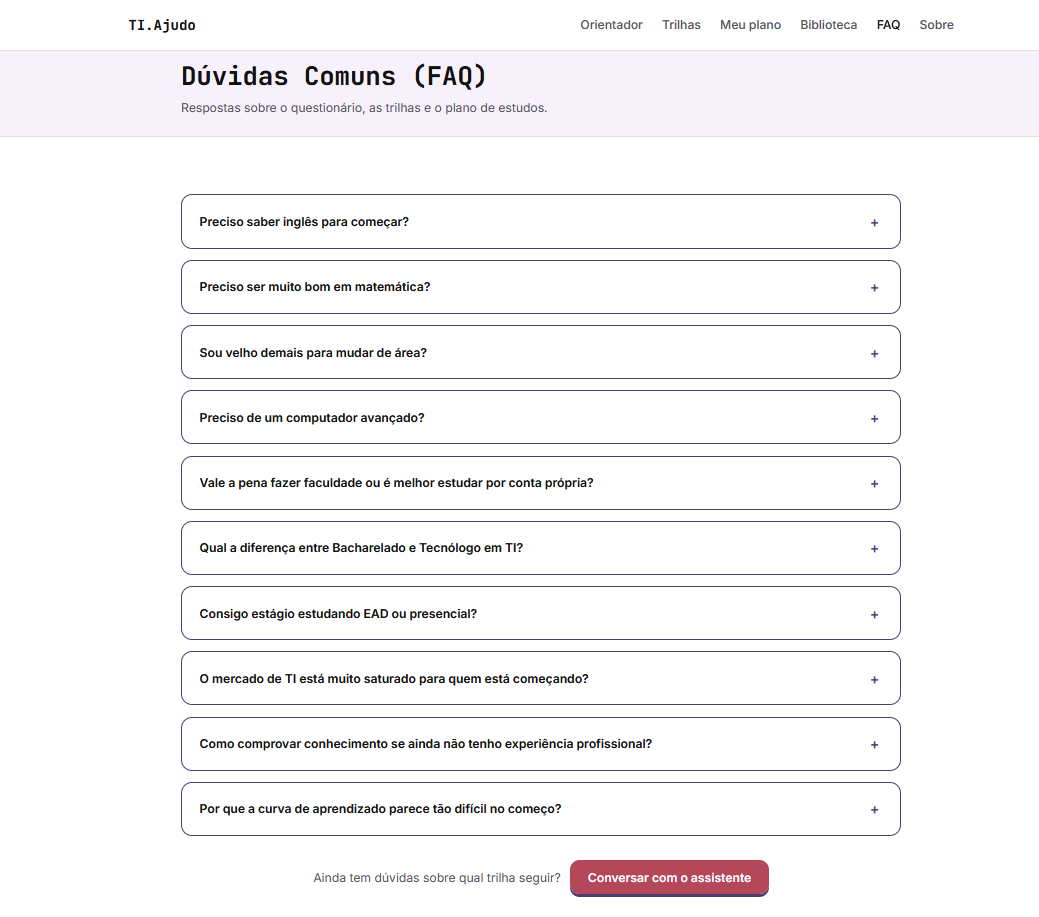 TI.Ajudo
Orientador Trilhas Meu plano Biblioteca FAQ Sobre
Dúvidas Comuns (FAQ)
Respostas sobre o questionário, as trilhas e o plano de estudos.
Preciso saber inglês para começar? +
Preciso ser muito bom em matemática? +
Sou velho demais para mudar de área? +
Preciso de um computador avançado? +
Vale a pena fazer faculdade ou é melhor estudar por conta própria? +
Qual a diferença entre Bacharelado e Tecnólogo em TI? +
Consigo estágio estudando EAD ou presencial? +
O mercado de TI está muito saturado para quem está começando? +
Como comprovar conhecimento se ainda não tenho experiência profissional? +
Por que a curva de aprendizado parece tão difícil no começo? +
Ainda tem dúvidas sobre qual trilha seguir? Conversar com o assistente